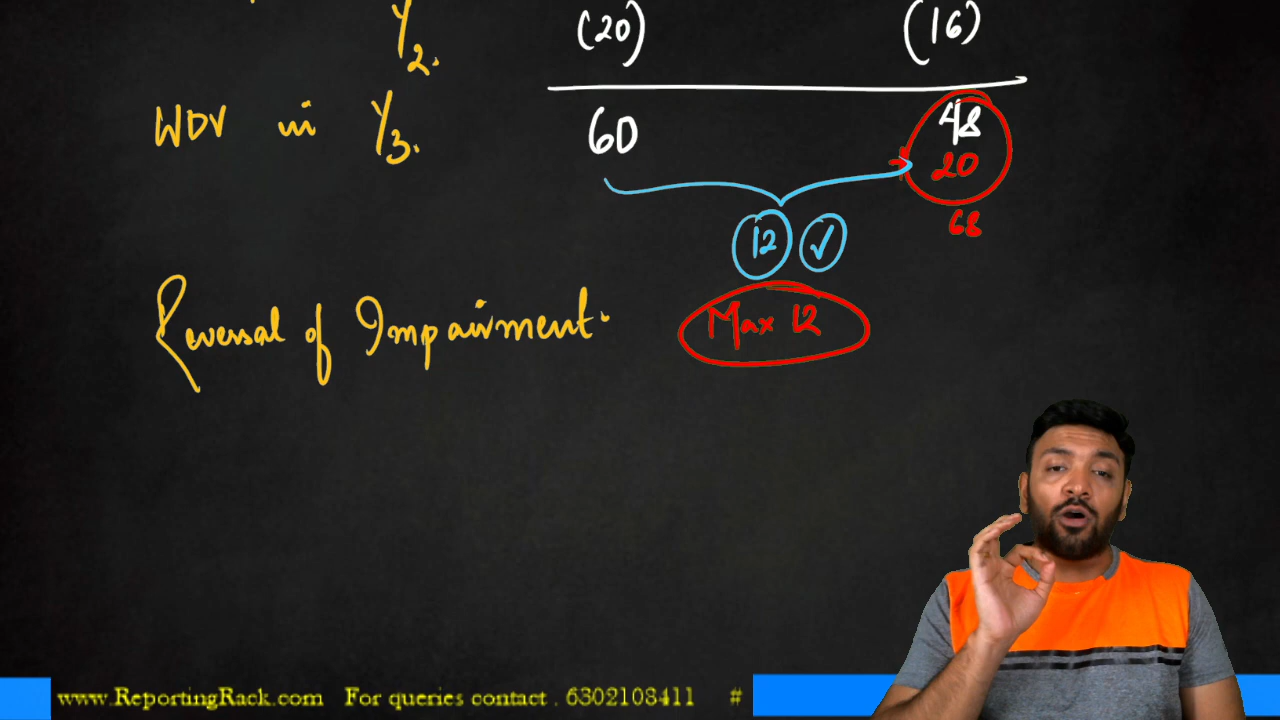 Y2. (20) (16)
WDV in Y3. 60 48
20
68
12 ✓
Reversal of Impairment. Max 12
www.ReportingRack.com For queries contact . 6302108411 #